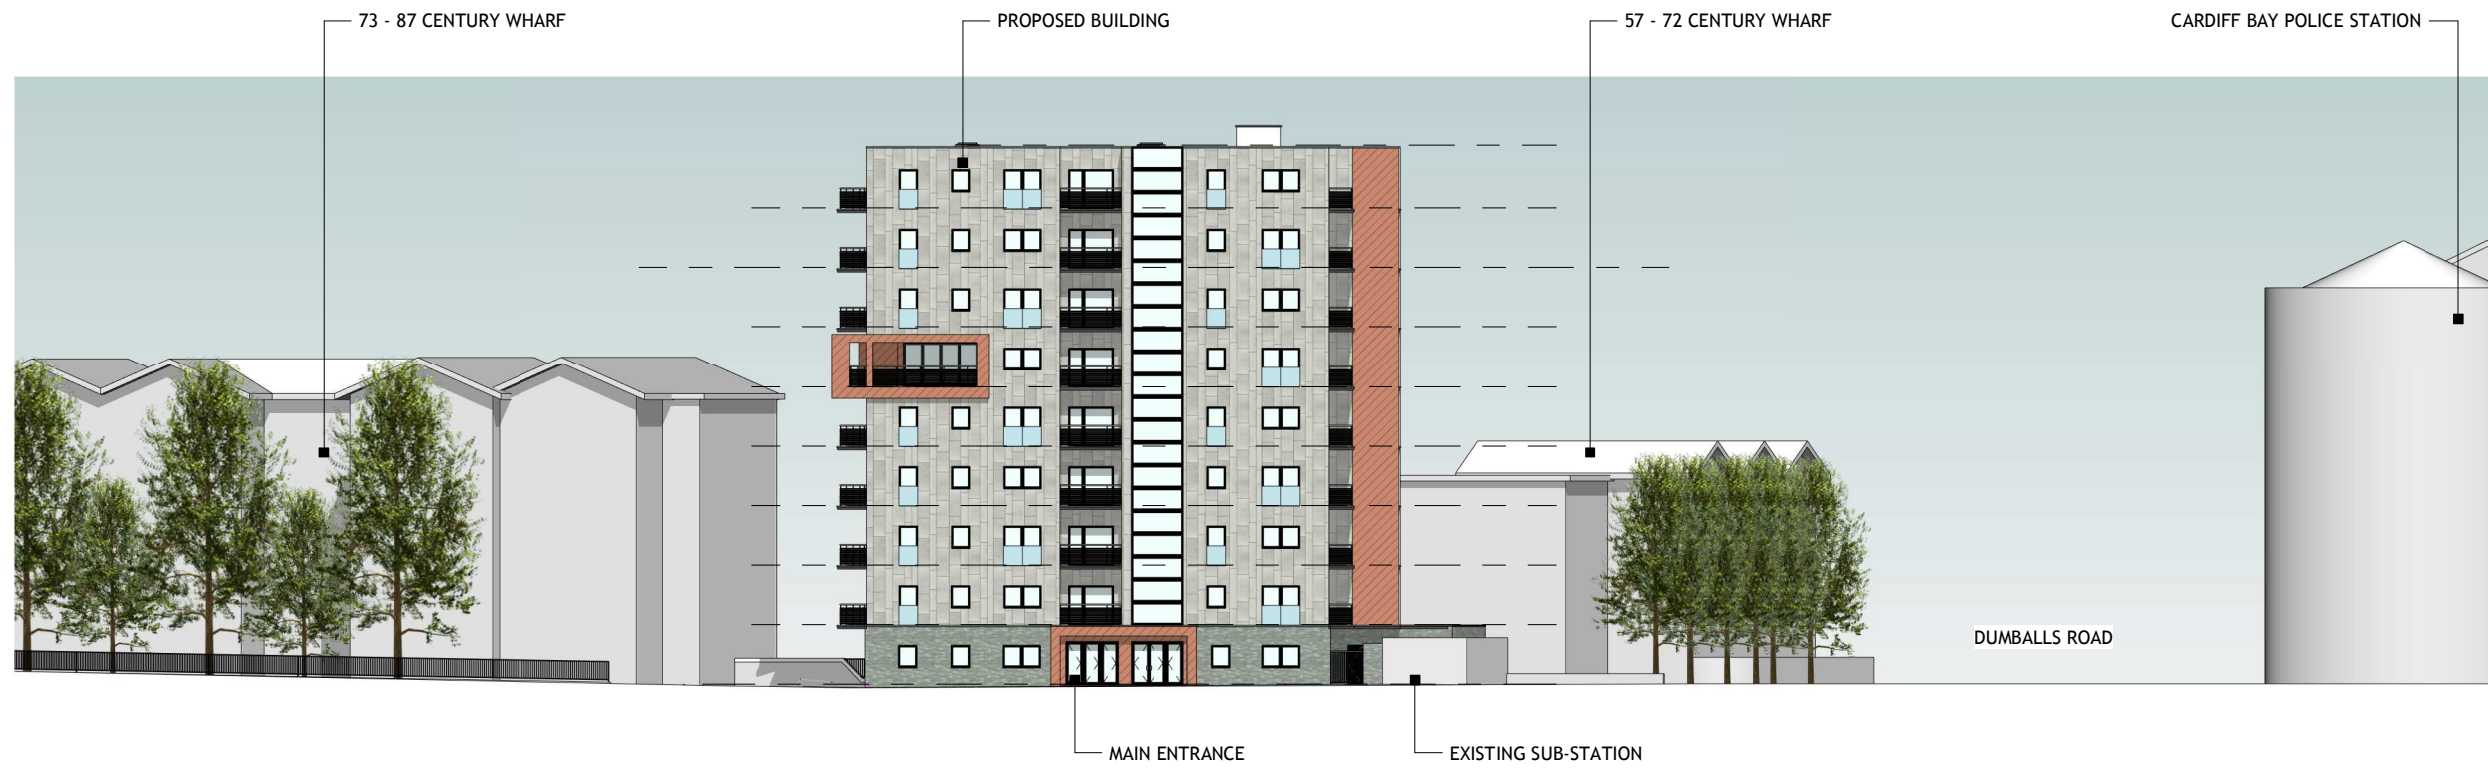 73 - 87 CENTURY WHARF
PROPOSED BUILDING
57 - 72 CENTURY WHARF
CARDIFF BAY POLICE STATION
DUMBALLS ROAD
MAIN ENTRANCE
EXISTING SUB-STATION